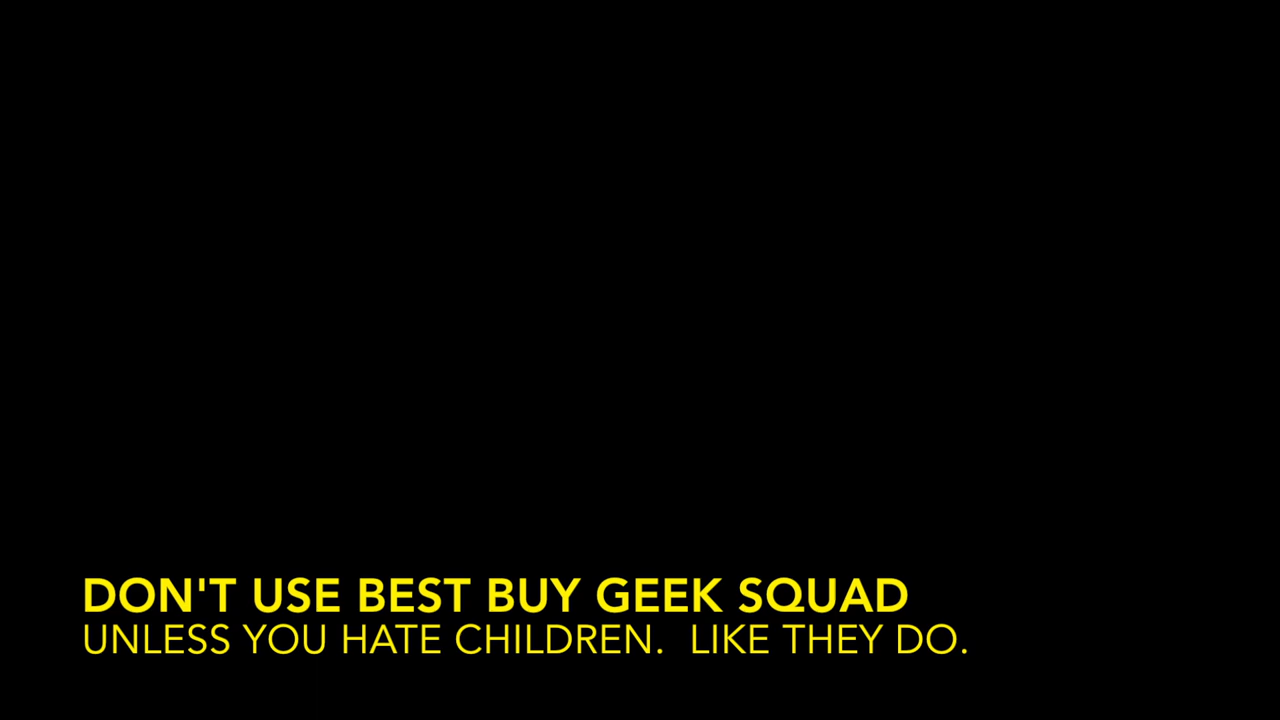 DON'T USE BEST BUY GEEK SQUAD
UNLESS YOU HATE CHILDREN.  LIKE THEY DO.